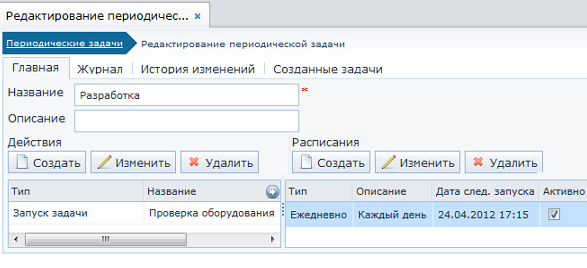 Редактирование периодичес... ×
Периодические задачи Редактирование периодической задачи
Главная Журнал История изменений Созданные задачи
Название Разработка *
Описание
Действия Расписания
Создать Изменить Удалить Создать Изменить Удалить
Тип Название Тип Описание Дата след. запуска Активно
Запуск задачи Проверка оборудования Ежедневно Каждый день 24.04.2012 17:15